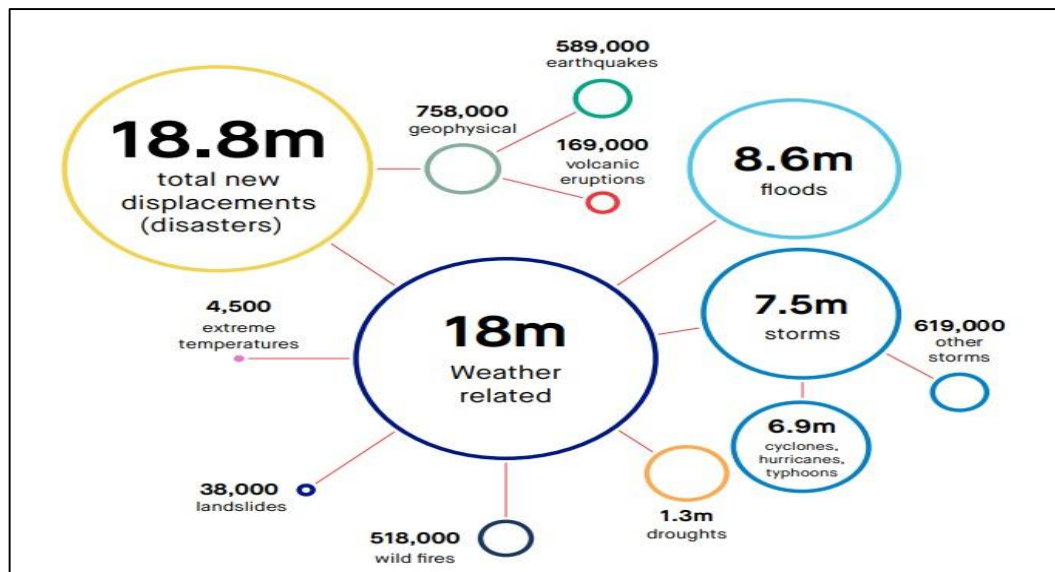 18.8m
total new
displacements
(disasters)
758,000
geophysical
589,000
earthquakes
169,000
volcanic
eruptions
8.6m
floods
18m
Weather
related
7.5m
storms
619,000
other
storms
6.9m
cyclones,
hurricanes,
typhoons
4,500
extreme
temperatures
38,000
landslides
518,000
wild fires
1.3m
droughts